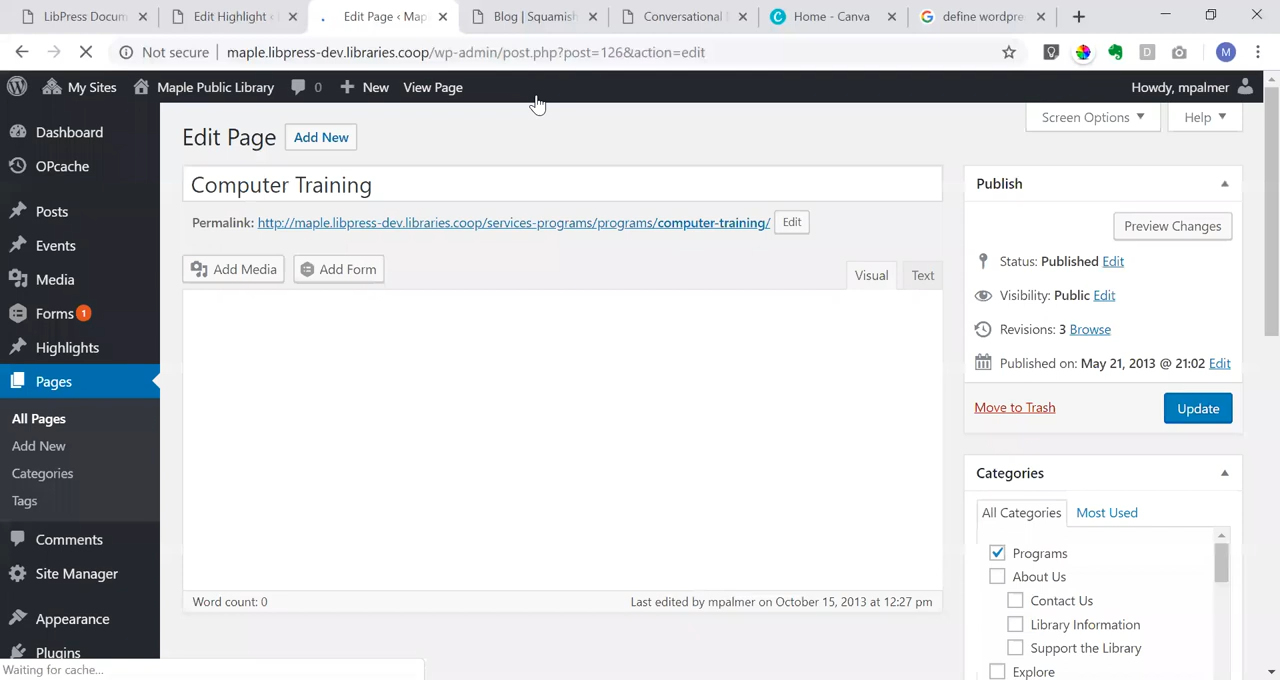 LibPress Docum
Edit Highlight ‹
Edit Page ‹ Map
Blog | Squamish
Conversational
Home - Canva
define wordpre
Not secure
maple.libpress-dev.libraries.coop/wp-admin/post.php?post=126&action=edit
M
My Sites
Maple Public Library
0
New
View Page
Howdy, mpalmer
Dashboard
OPcache
Posts
Events
Media
Forms 1
Highlights
Pages
All Pages
Add New
Categories
Tags
Comments
Site Manager
Appearance
Plugins
Waiting for cache...
Screen Options
Help
Edit Page
Add New
Computer Training
Permalink: http://maple.libpress-dev.libraries.coop/services-programs/programs/computer-training/ Edit
Add Media
Add Form
Visual
Text
Word count: 0
Last edited by mpalmer on October 15, 2013 at 12:27 pm
Publish
Preview Changes
Status: Published Edit
Visibility: Public Edit
Revisions: 3 Browse
Published on: May 21, 2013 @ 21:02 Edit
Move to Trash
Update
Categories
All Categories
Most Used
Programs
About Us
Contact Us
Library Information
Support the Library
Explore